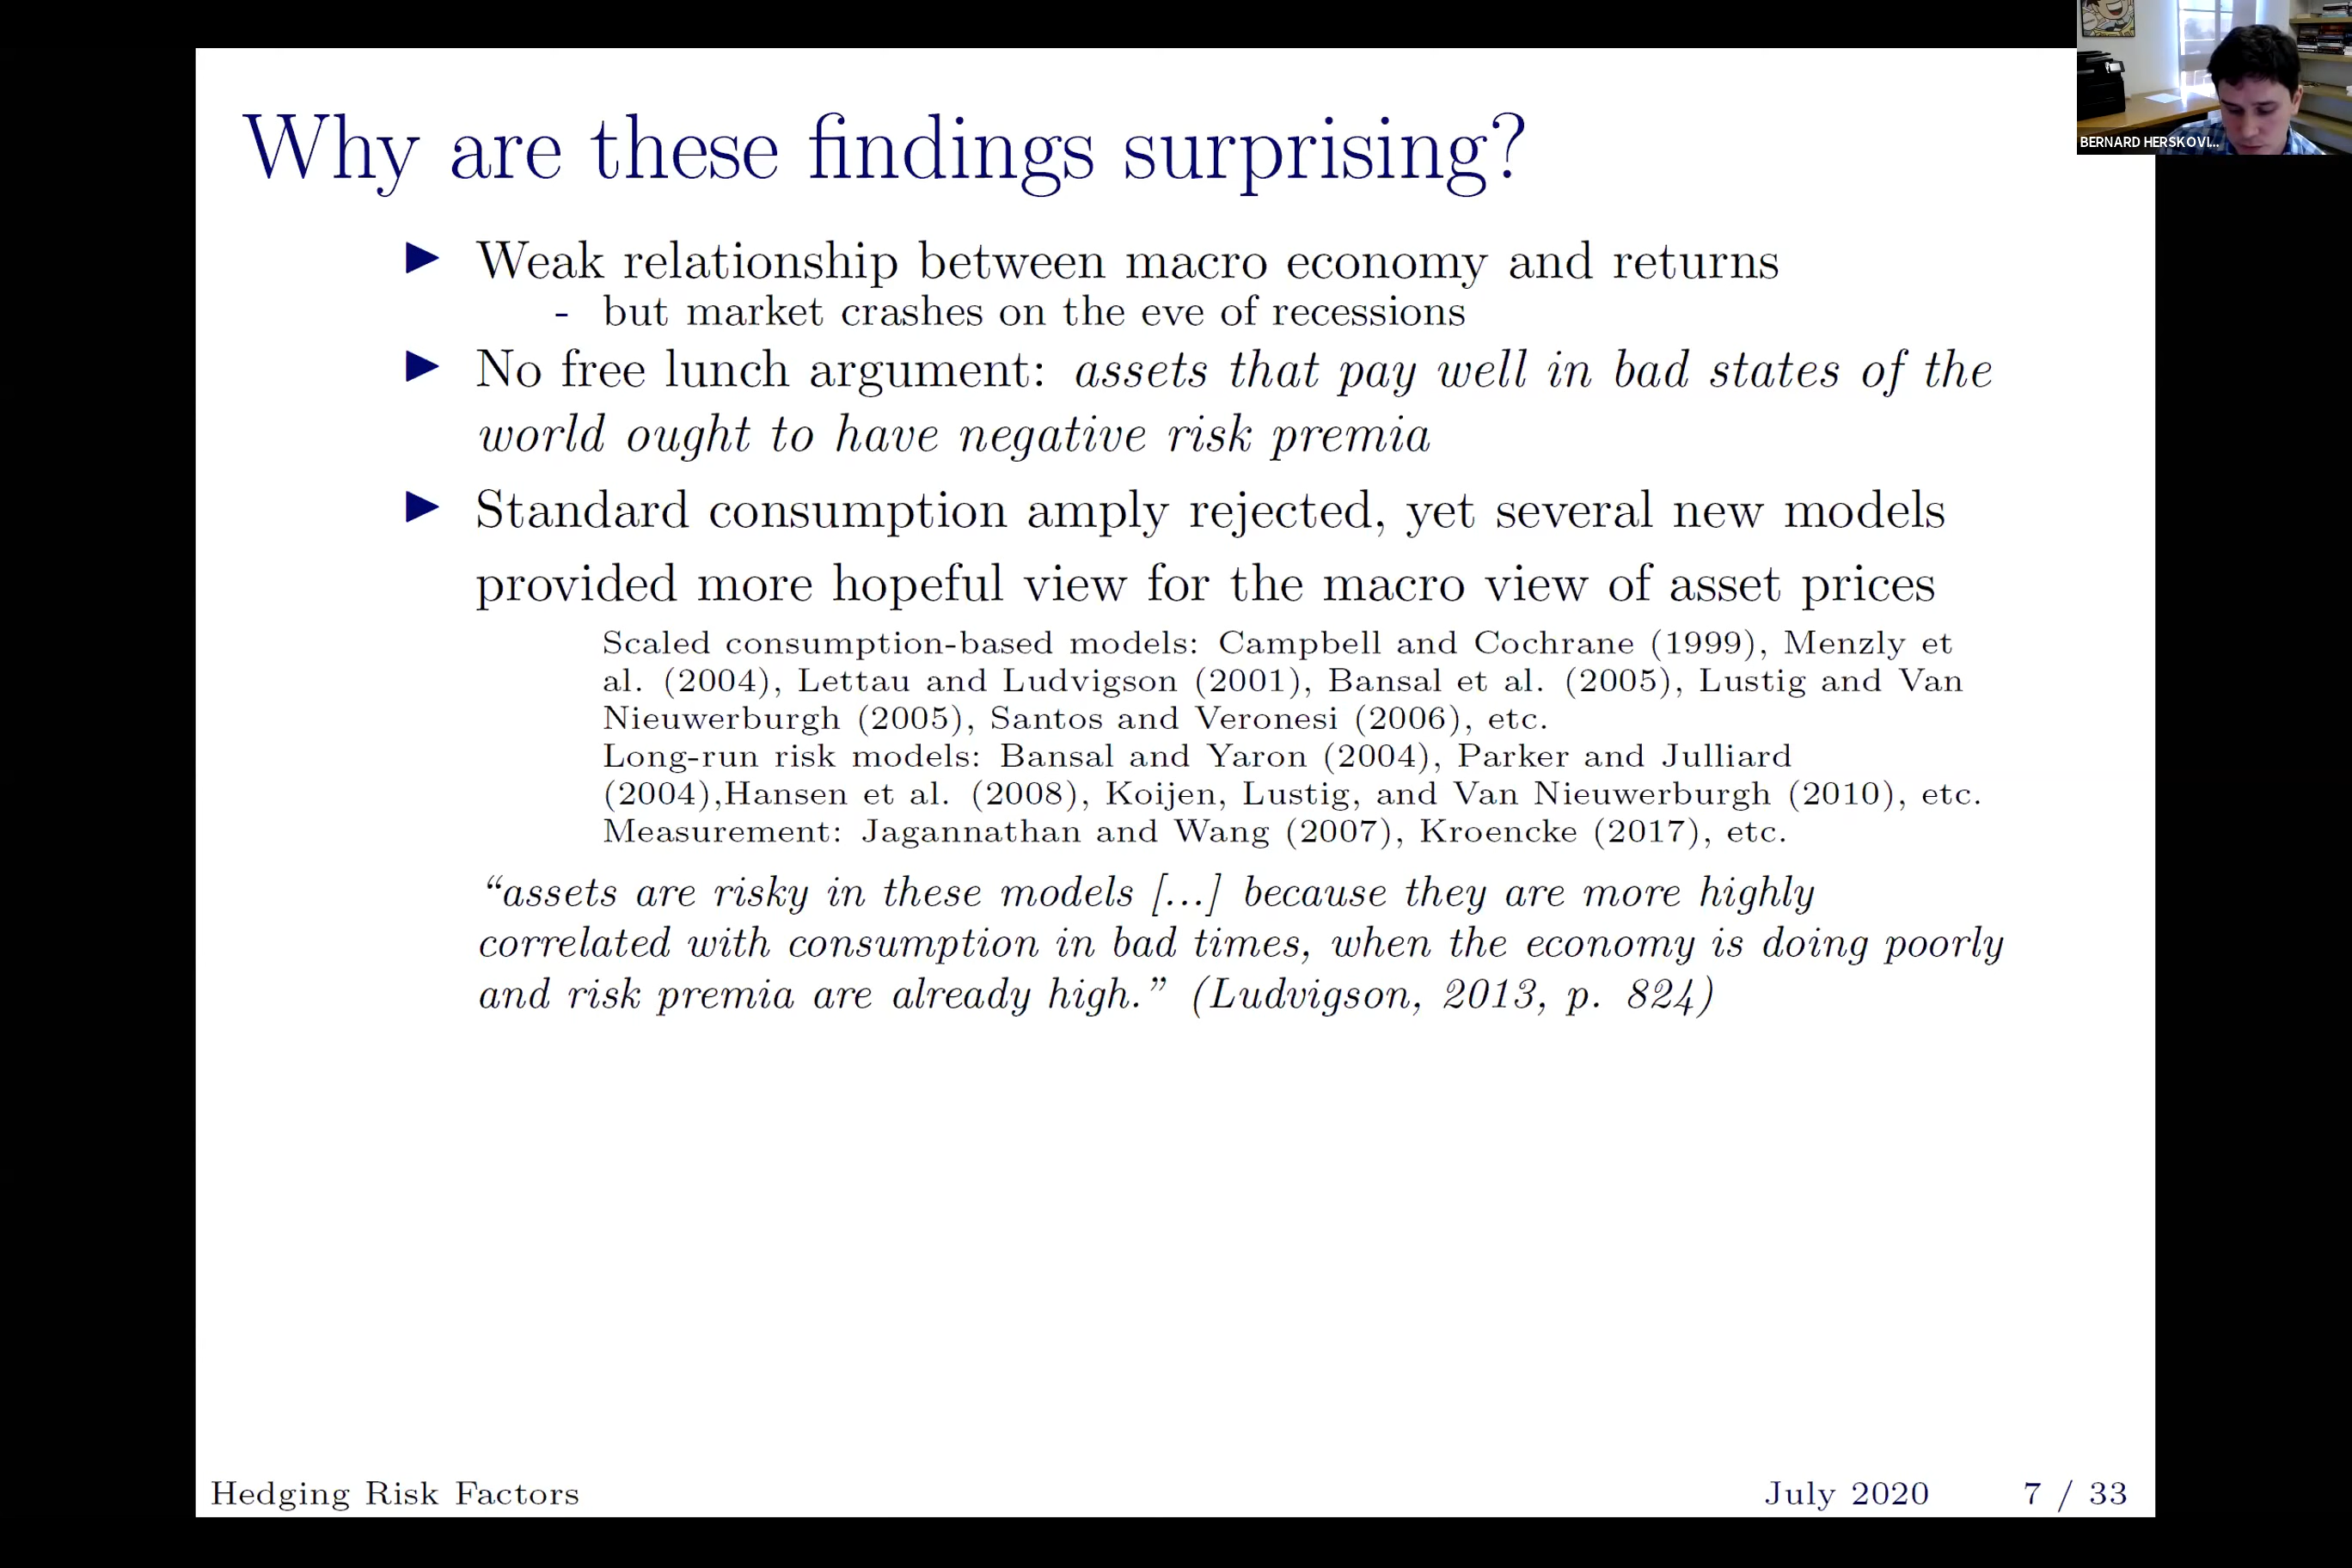 Why are these findings surprising?
BERNARD HERSKOVI...
▶ Weak relationship between macro economy and returns
- but market crashes on the eve of recessions
▶ No free lunch argument: assets that pay well in bad states of the
world ought to have negative risk premia
▶ Standard consumption amply rejected, yet several new models
provided more hopeful view for the macro view of asset prices
Scaled consumption-based models: Campbell and Cochrane (1999), Menzly et
al. (2004), Lettau and Ludvigson (2001), Bansal et al. (2005), Lustig and Van
Nieuwerburgh (2005), Santos and Veronesi (2006), etc.
Long-run risk models: Bansal and Yaron (2004), Parker and Julliard
(2004),Hansen et al. (2008), Koijen, Lustig, and Van Nieuwerburgh (2010), etc.
Measurement: Jagannathan and Wang (2007), Kroencke (2017), etc.
“assets are risky in these models [...] because they are more highly
correlated with consumption in bad times, when the economy is doing poorly
and risk premia are already high.” (Ludvigson, 2013, p. 824)
Hedging Risk Factors
July 2020 7 / 33